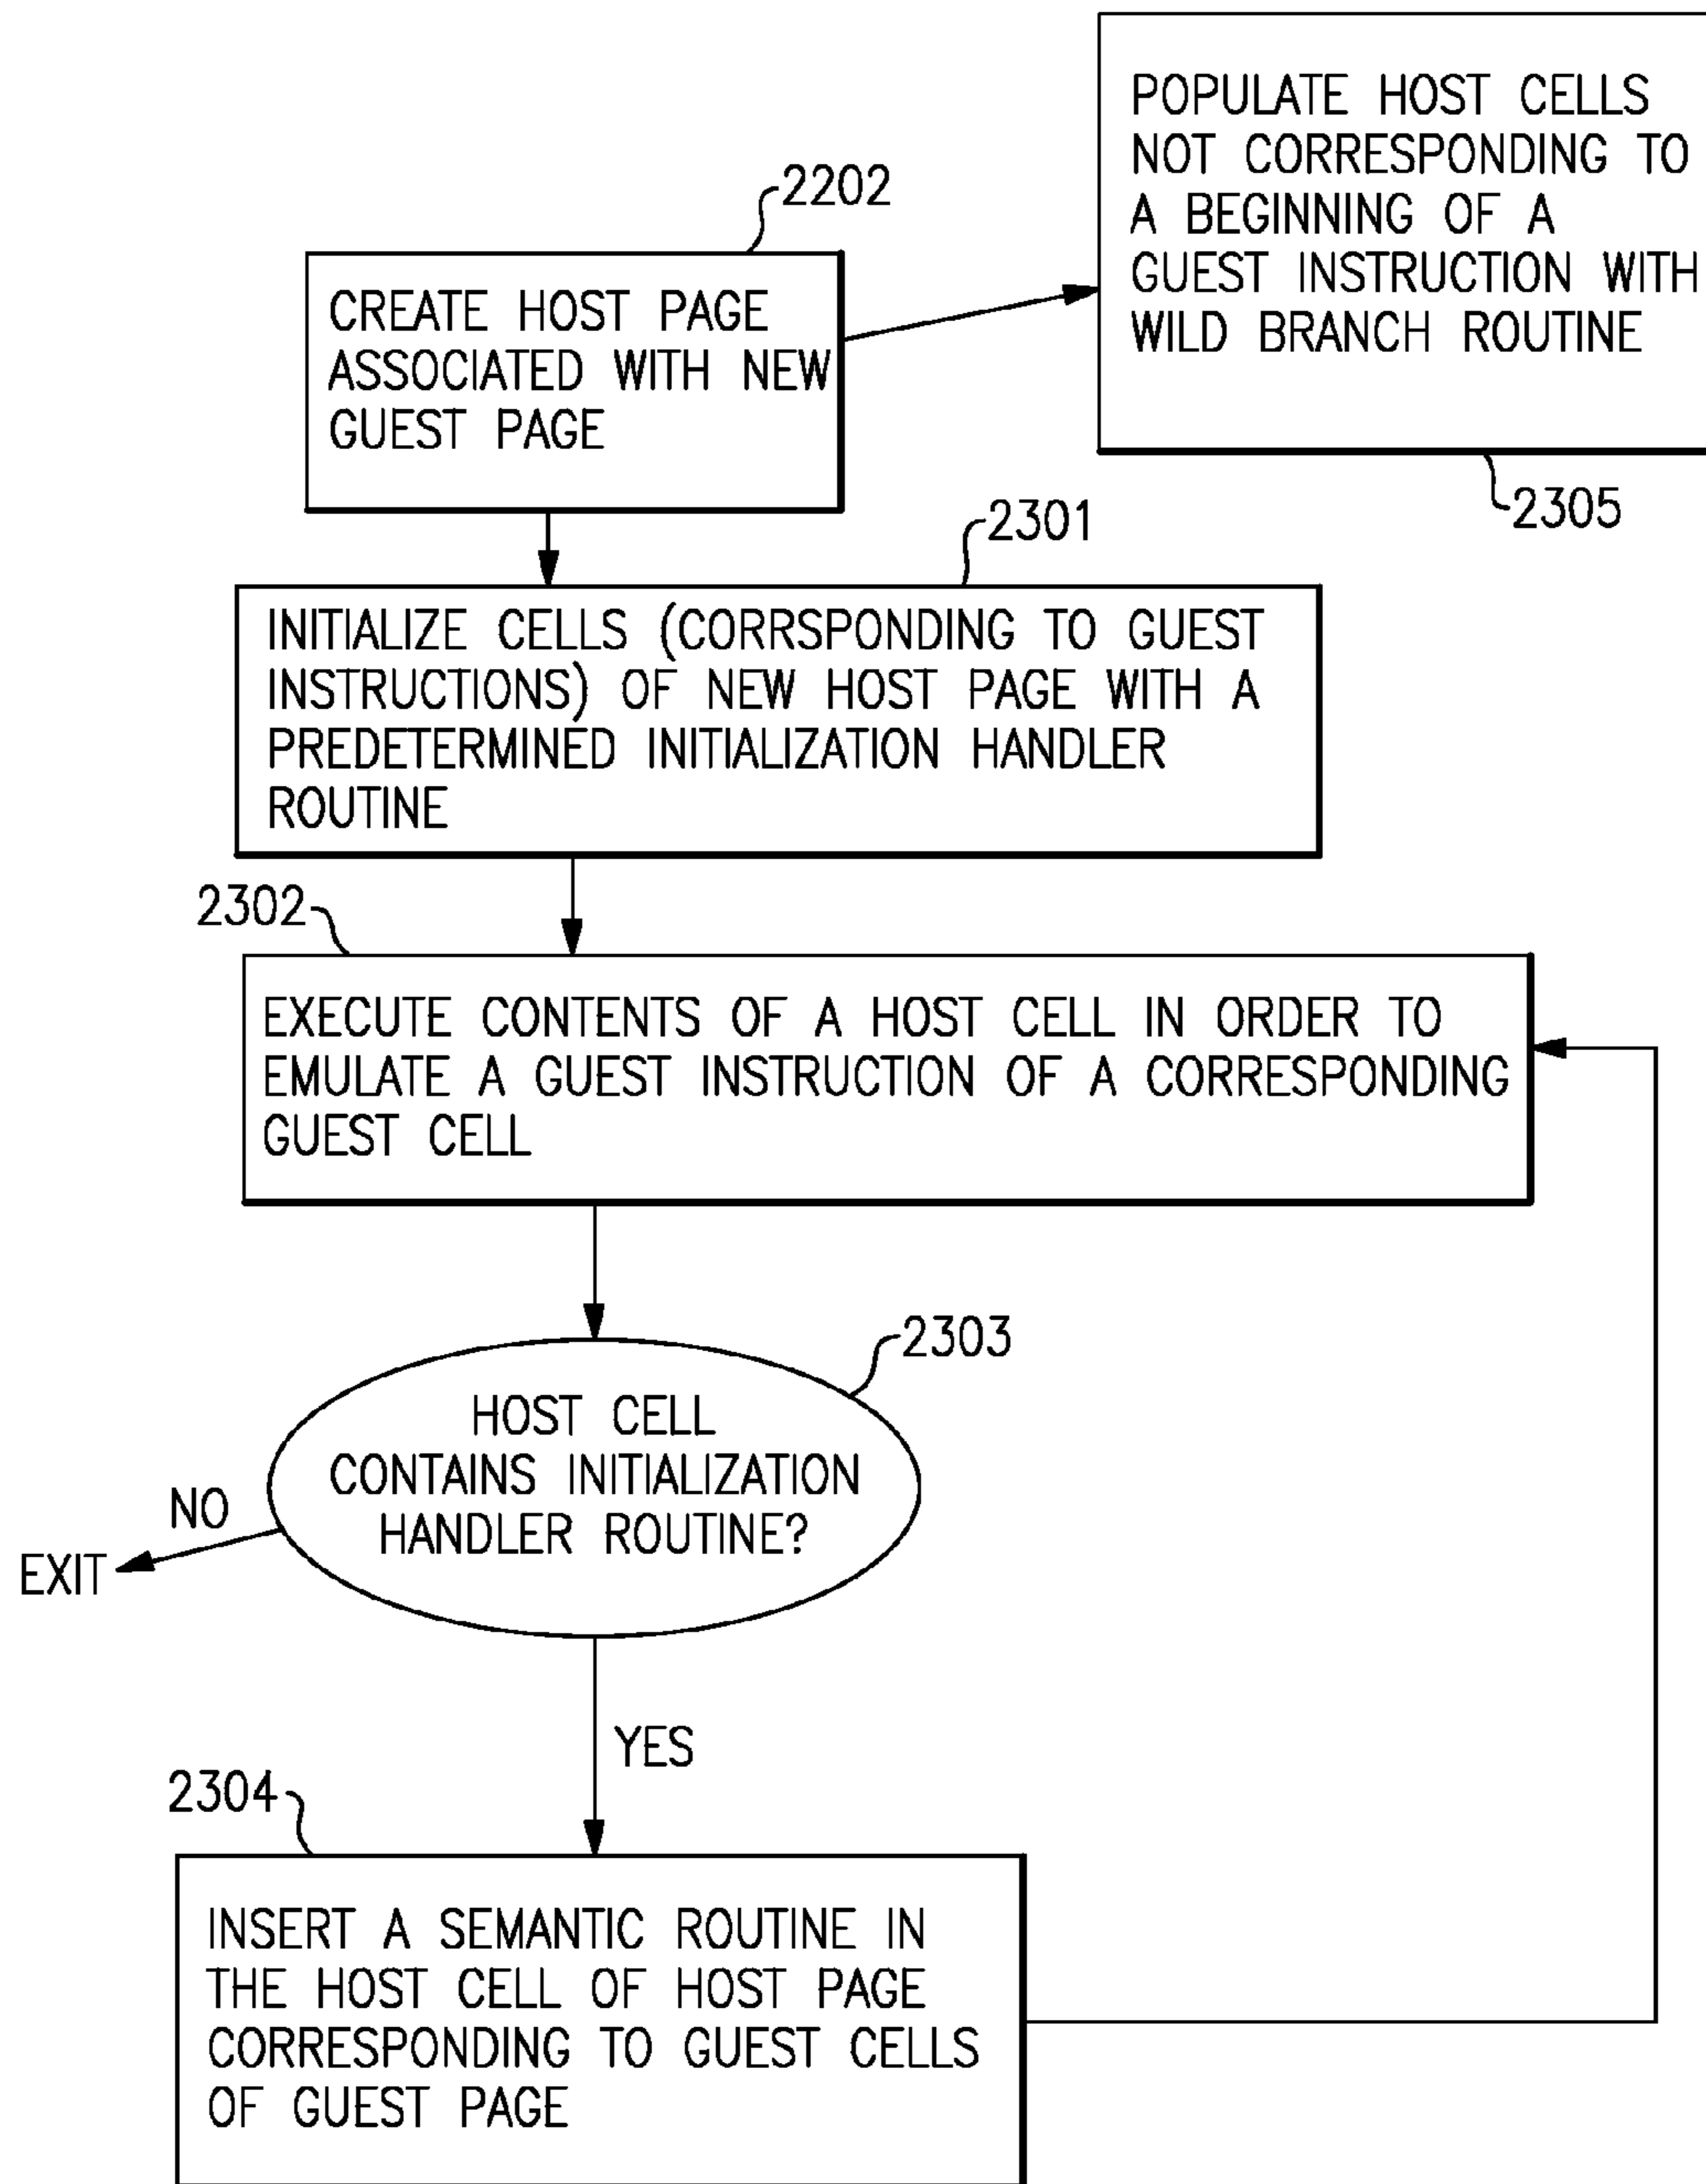 POPULATE HOST CELLS
NOT CORRESPONDING TO
A BEGINNING OF A
GUEST INSTRUCTION WITH
WILD BRANCH ROUTINE
2202
CREATE HOST PAGE
ASSOCIATED WITH NEW
GUEST PAGE
2305
2301
INITIALIZE CELLS (CORRSPONDING TO GUEST
INSTRUCTIONS) OF NEW HOST PAGE WITH A
PREDETERMINED INITIALIZATION HANDLER
ROUTINE
2302
EXECUTE CONTENTS OF A HOST CELL IN ORDER TO
EMULATE A GUEST INSTRUCTION OF A CORRESPONDING
GUEST CELL
2303
HOST CELL
CONTAINS INITIALIZATION
HANDLER ROUTINE?
NO
EXIT
YES
2304
INSERT A SEMANTIC ROUTINE IN
THE HOST CELL OF HOST PAGE
CORRESPONDING TO GUEST CELLS
OF GUEST PAGE